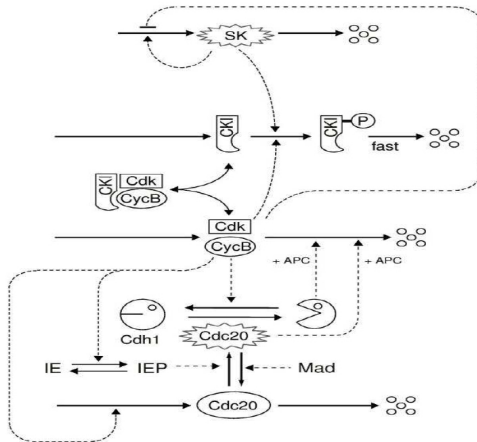 SK
CKI
CKI
P
fast
CKI
Cdk
CycB
Cdk
CycB
+ APC
+ APC
Cdh1
Cdc20
IE
IEP
Mad
Cdc20